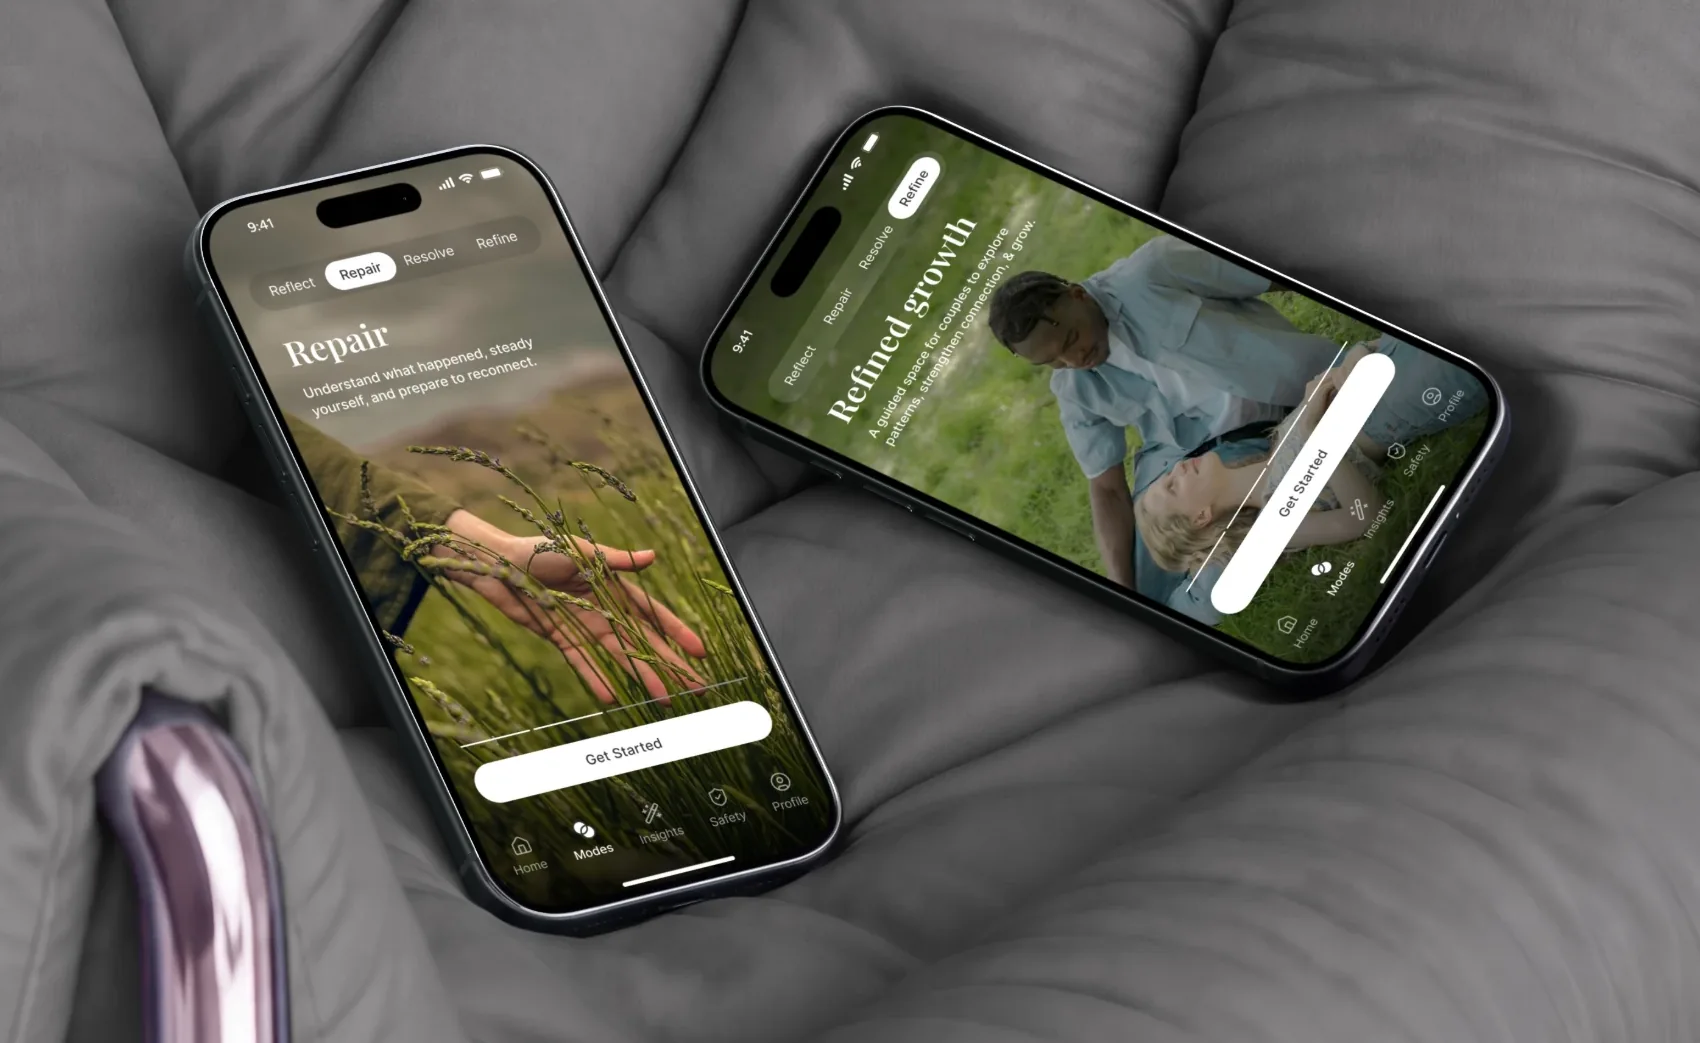 9:41
Reflect Repair Resolve Refine
Repair
Understand what happened, steady
yourself, and prepare to reconnect.
Get Started
Home Modes Insights Safety Profile
9:41
Reflect Repair Resolve Refine
Refined growth
A guided space for couples to explore
patterns, strengthen connection, & grow.
Get Started
Home Modes Insights Safety Profile